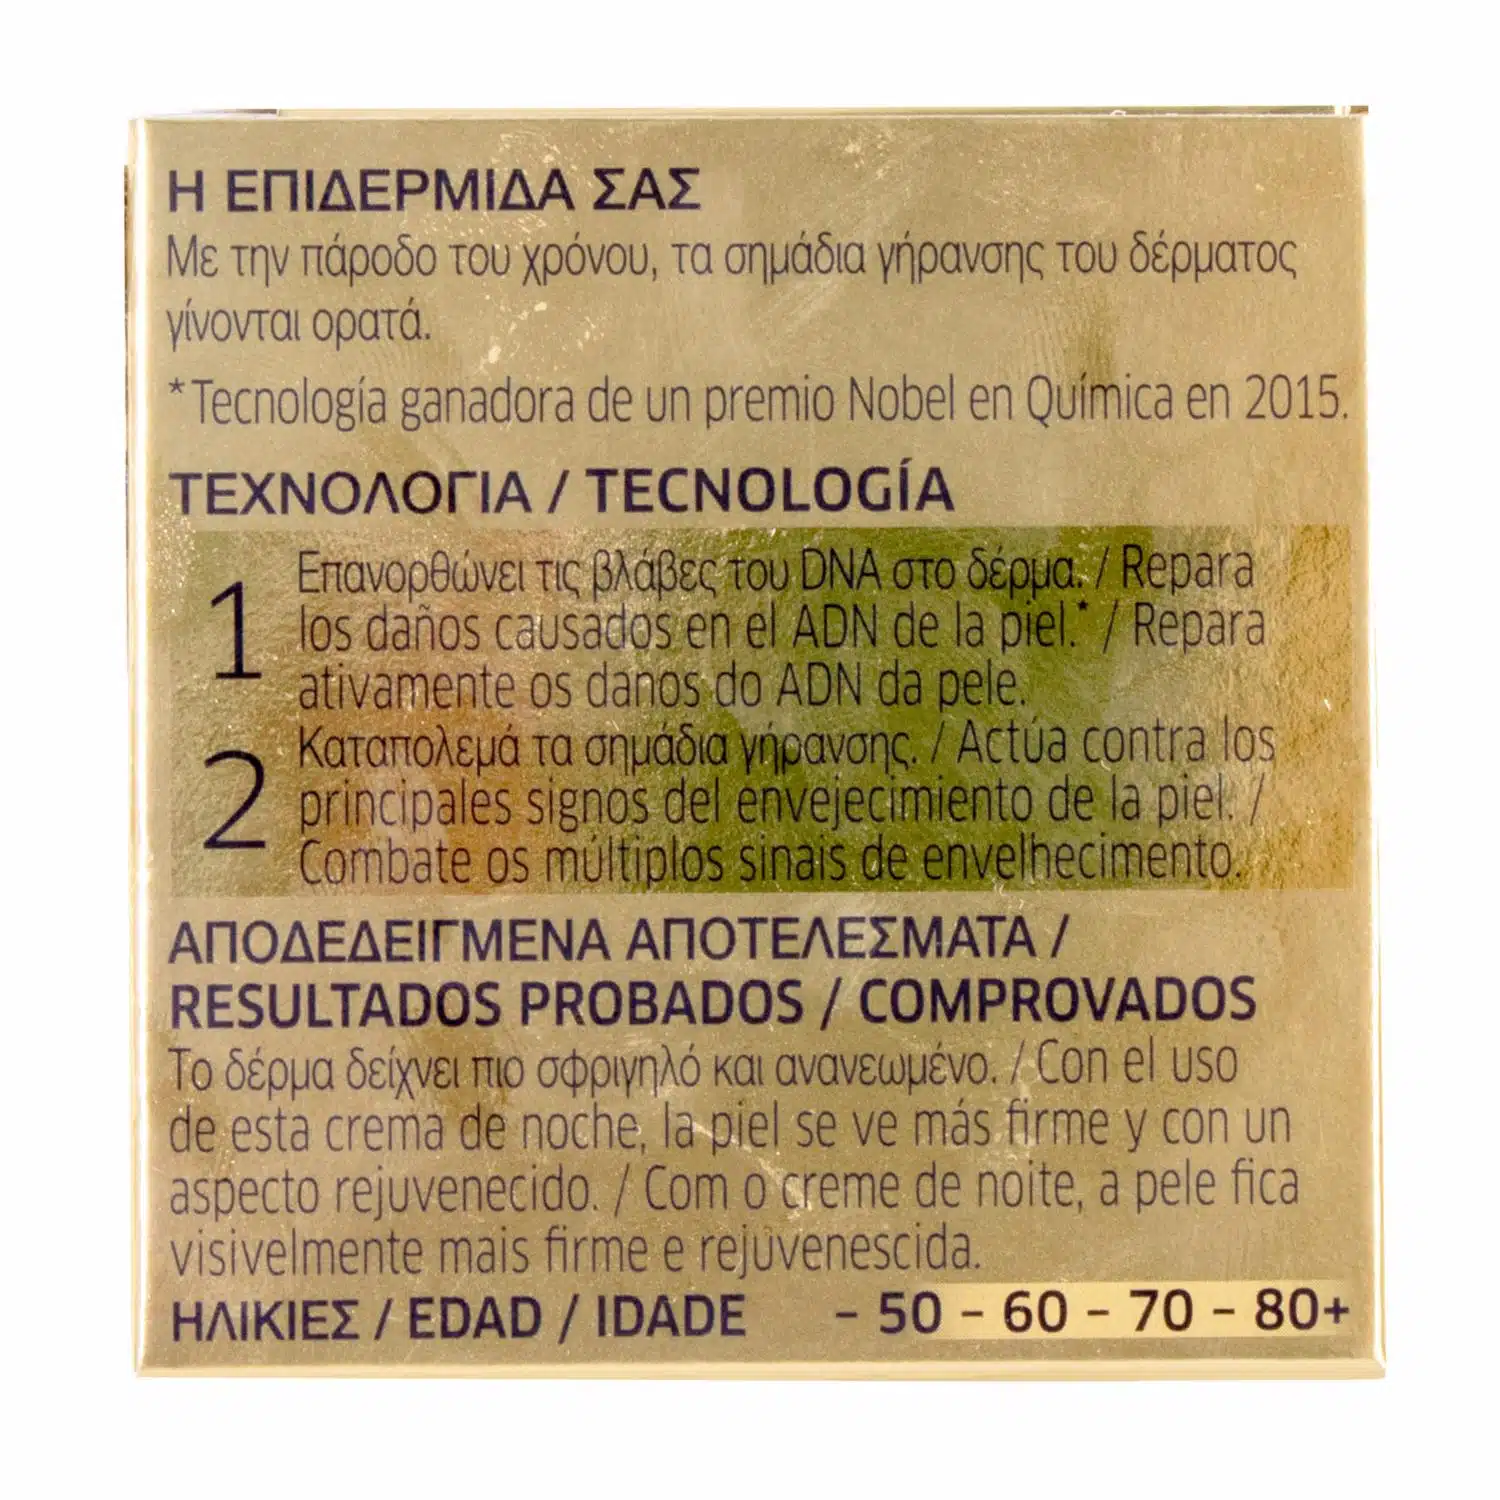 Η ΕΠΙΔΕΡΜΙΔΑ ΣΑΣ
Με την πάροδο του χρόνου, τα σημάδια γήρανσης του δέρματος
γίνονται ορατά.
*Tecnología ganadora de un premio Nobel en Química en 2015.
ΤΕΧΝΟΛΟΓΙΑ / TECNOLOGÍA
1 Επανορθώνει τις βλάβες του DNA στο δέρμα. / Repara
los daños causados en el ADN de la piel.* / Repara
ativamente os danos do ADN da pele.
2 Καταπολεμά τα σημάδια γήρανσης. / Actúa contra los
principales signos del envejecimiento de la piel. /
Combate os múltiplos sinais de envelhecimento.
ΑΠΟΔΕΔΕΙΓΜΕΝΑ ΑΠΟΤΕΛΕΣΜΑΤΑ /
RESULTADOS PROBADOS / COMPROVADOS
Το δέρμα δείχνει πιο σφριγηλό και ανανεωμένο. / Con el uso
de esta crema de noche, la piel se ve más firme y con un
aspecto rejuvenecido. / Com o creme de noite, a pele fica
visivelmente mais firme e rejuvenescida.
ΗΛΙΚΙΕΣ / EDAD / IDADE – 50 – 60 – 70 – 80+